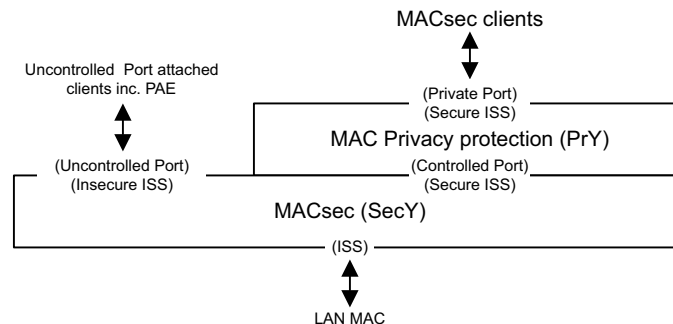 MACsec clients
Uncontrolled Port attached
clients inc. PAE
(Private Port)
(Secure ISS)
MAC Privacy protection (PrY)
(Uncontrolled Port)
(Insecure ISS)
(Controlled Port)
(Secure ISS)
MACsec (SecY)
(ISS)
LAN MAC